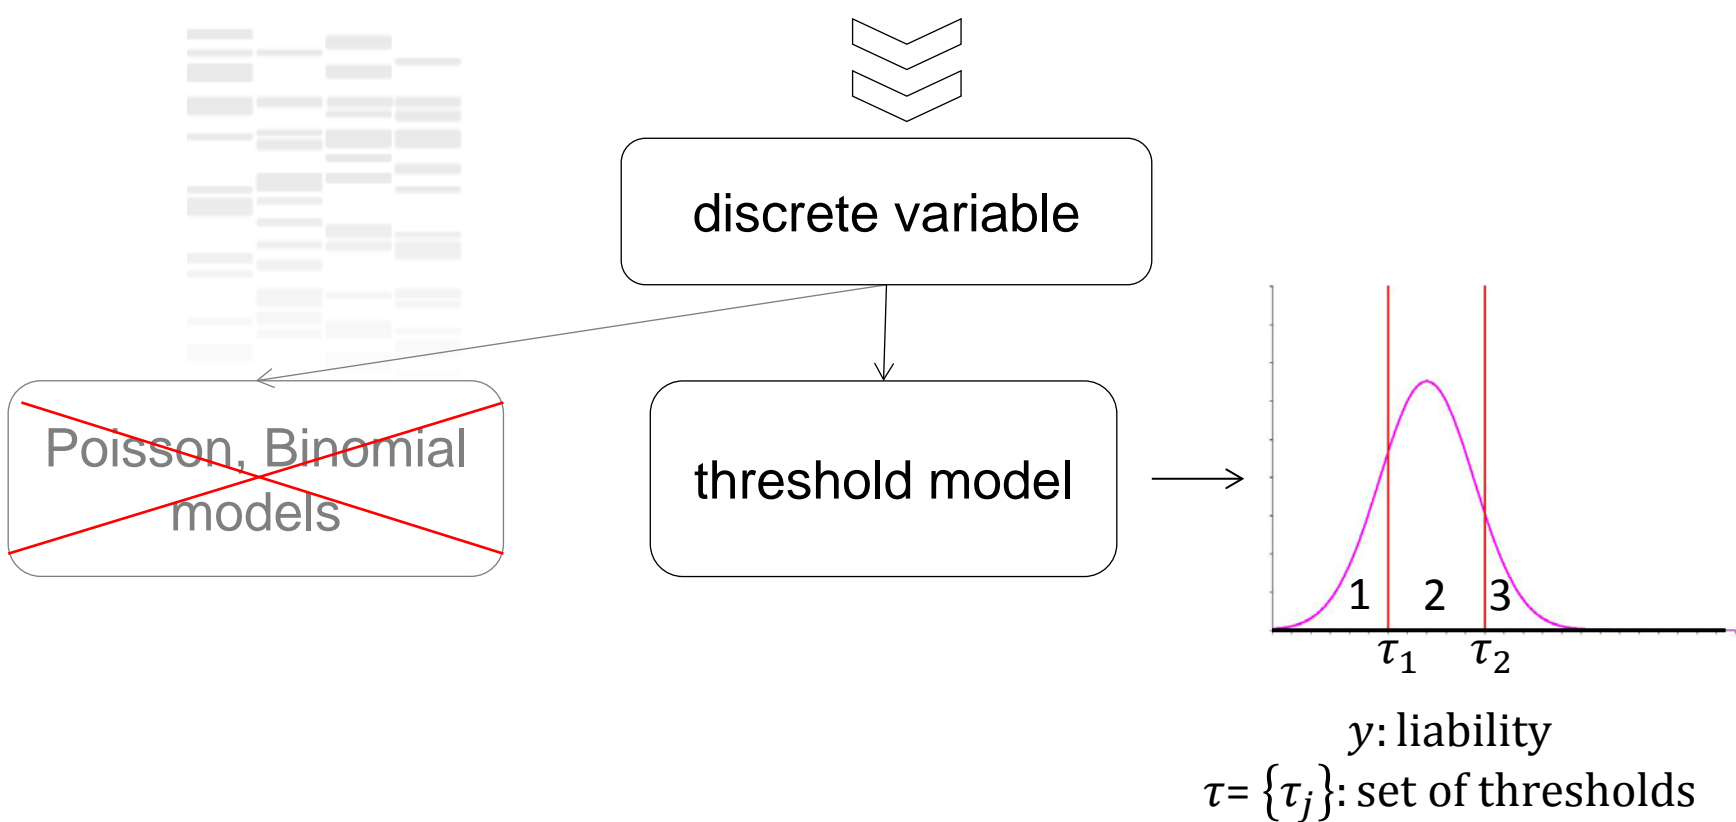 discrete variable
Poisson, Binomial
models
threshold model
1 2 3
τ₁ τ₂
y: liability
τ= {τⱼ}: set of thresholds